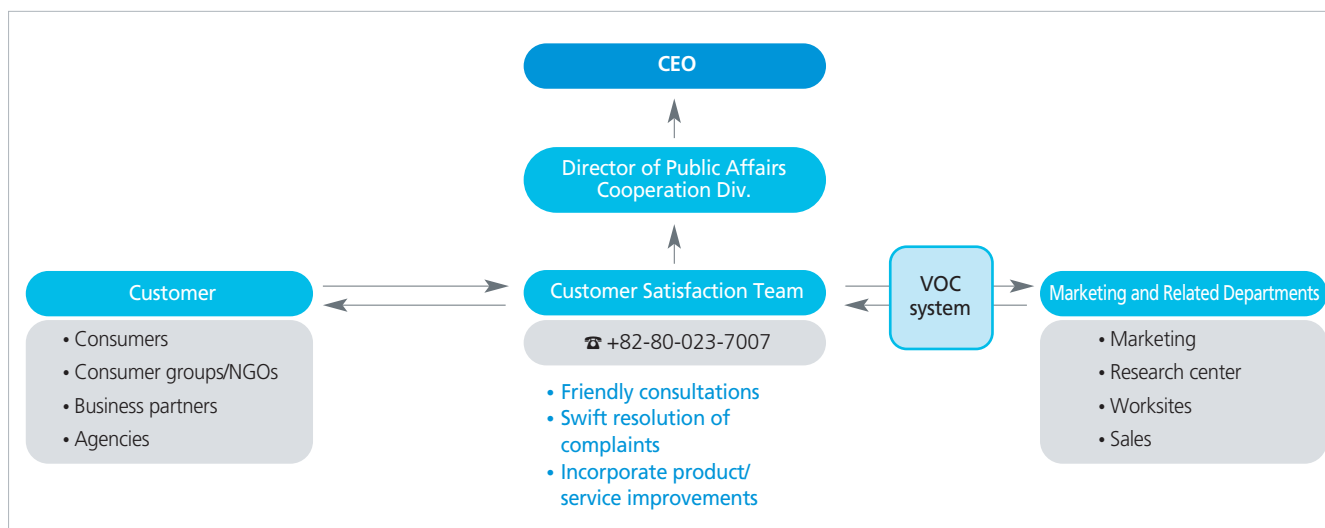 CEO
Director of Public Affairs
Cooperation Div.
Customer
• Consumers
• Consumer groups/NGOs
• Business partners
• Agencies
Customer Satisfaction Team
☎ +82-80-023-7007
• Friendly consultations
• Swift resolution of
complaints
• Incorporate product/
service improvements
VOC
system
Marketing and Related Departments
• Marketing
• Research center
• Worksites
• Sales